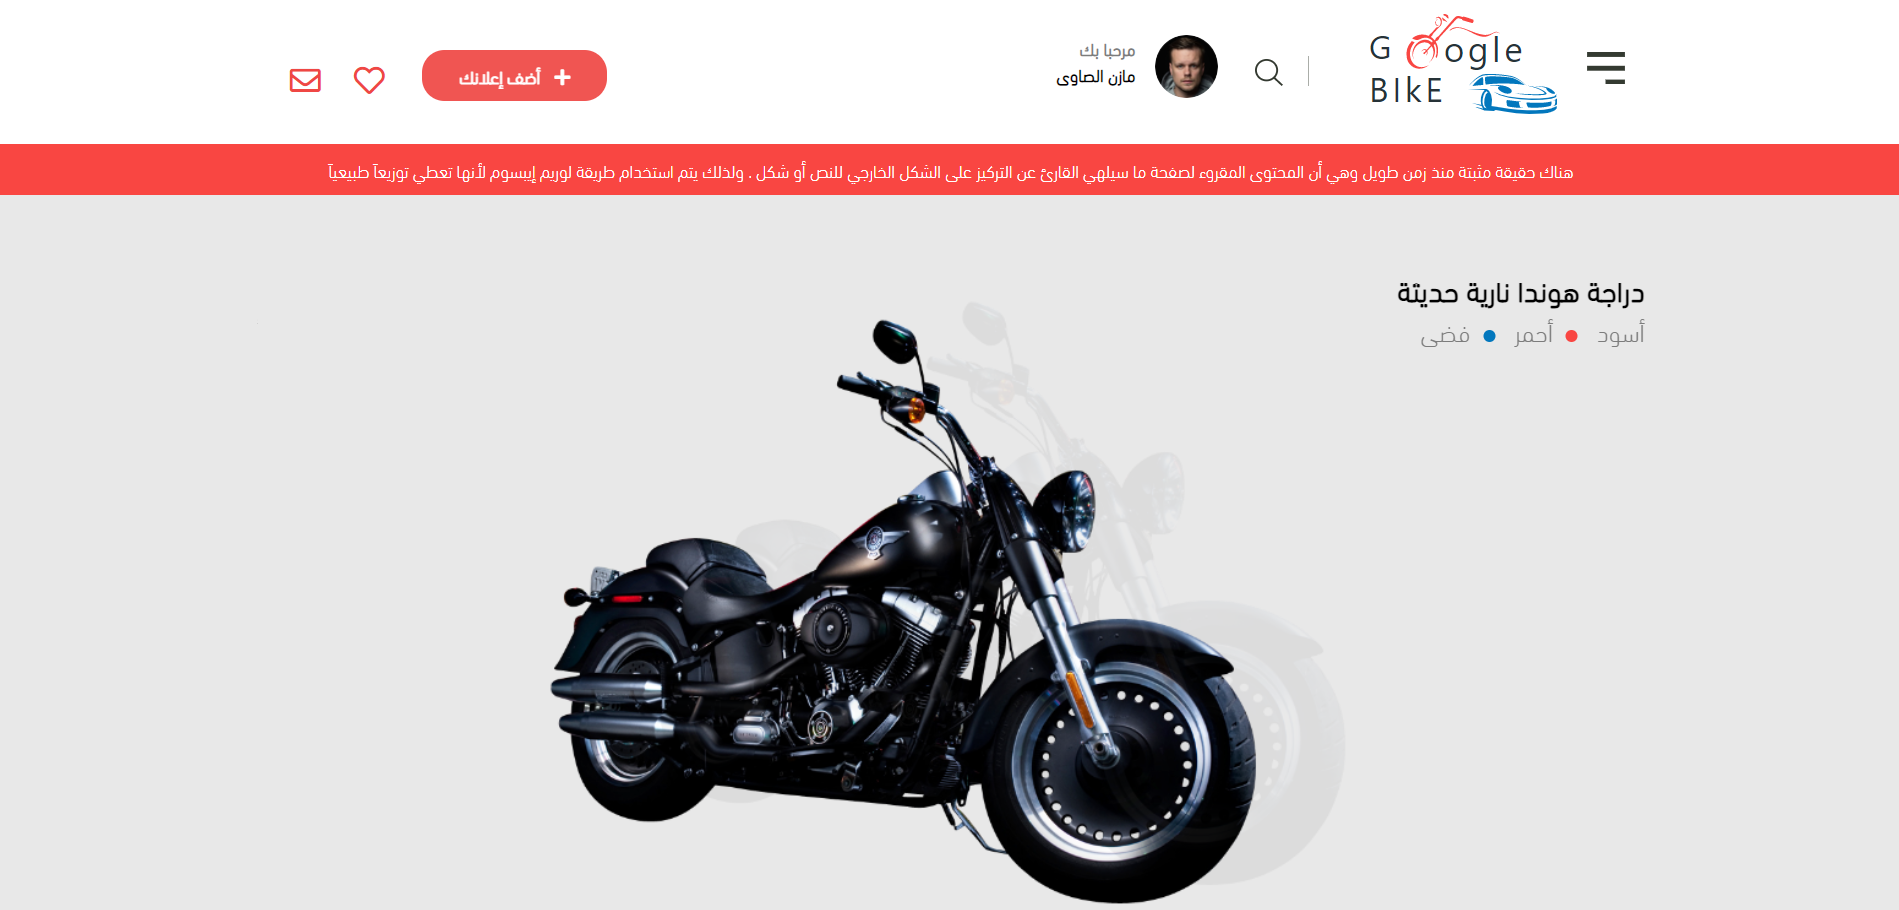 Google
BIkE
مرحبا بك
مازن الصاوى
أضف إعلانك
هناك حقيقة مثبتة منذ زمن طويل وهي أن المحتوى المقروء لصفحة ما سيلهي القارئ عن التركيز على الشكل الخارجي للنص أو شكل . ولذلك يتم استخدام طريقة لوريم إيبسوم لأنها تعطي توزيعاَ طبيعياَ
دراجة هوندا نارية حديثة
أسود أحمر فضى